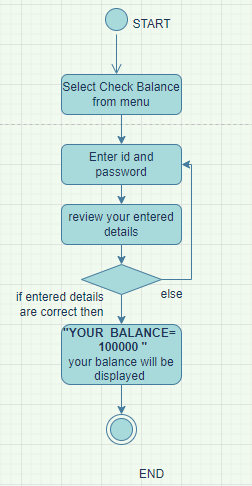 START
Select Check Balance
from menu
Enter id and
password
review your entered
details
if entered details
are correct then
else
"YOUR BALANCE=
100000 "
your balance will be
displayed
END